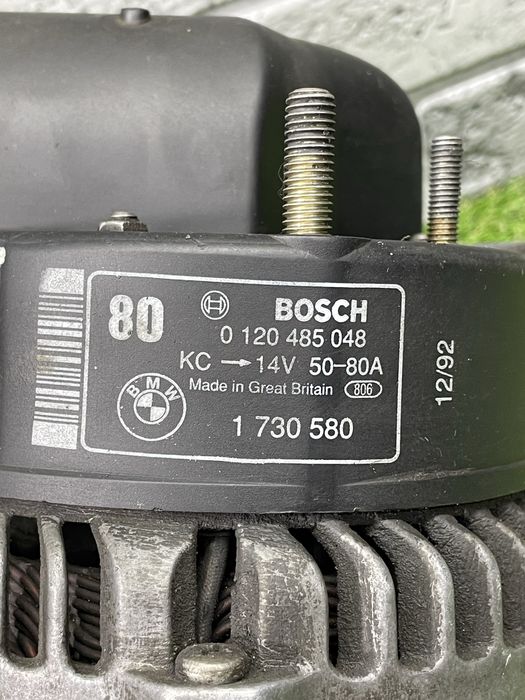 80 BOSCH
0 120 485 048
KC → 14V 50-80A
Made in Great Britain 806
BMW
1 730 580
12/92